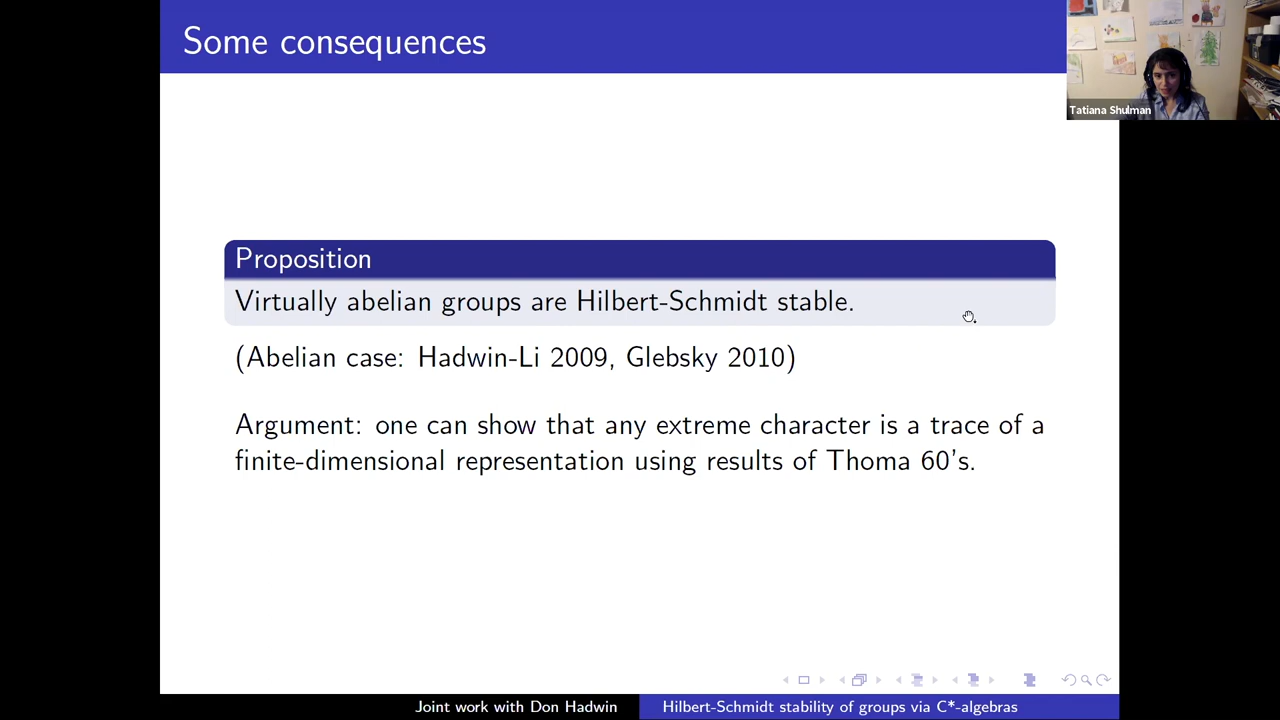 Some consequences
Tatiana Shulman
Proposition
Virtually abelian groups are Hilbert-Schmidt stable.
(Abelian case: Hadwin-Li 2009, Glebsky 2010)
Argument: one can show that any extreme character is a trace of a
finite-dimensional representation using results of Thoma 60's.
Joint work with Don Hadwin
Hilbert-Schmidt stability of groups via C*-algebras